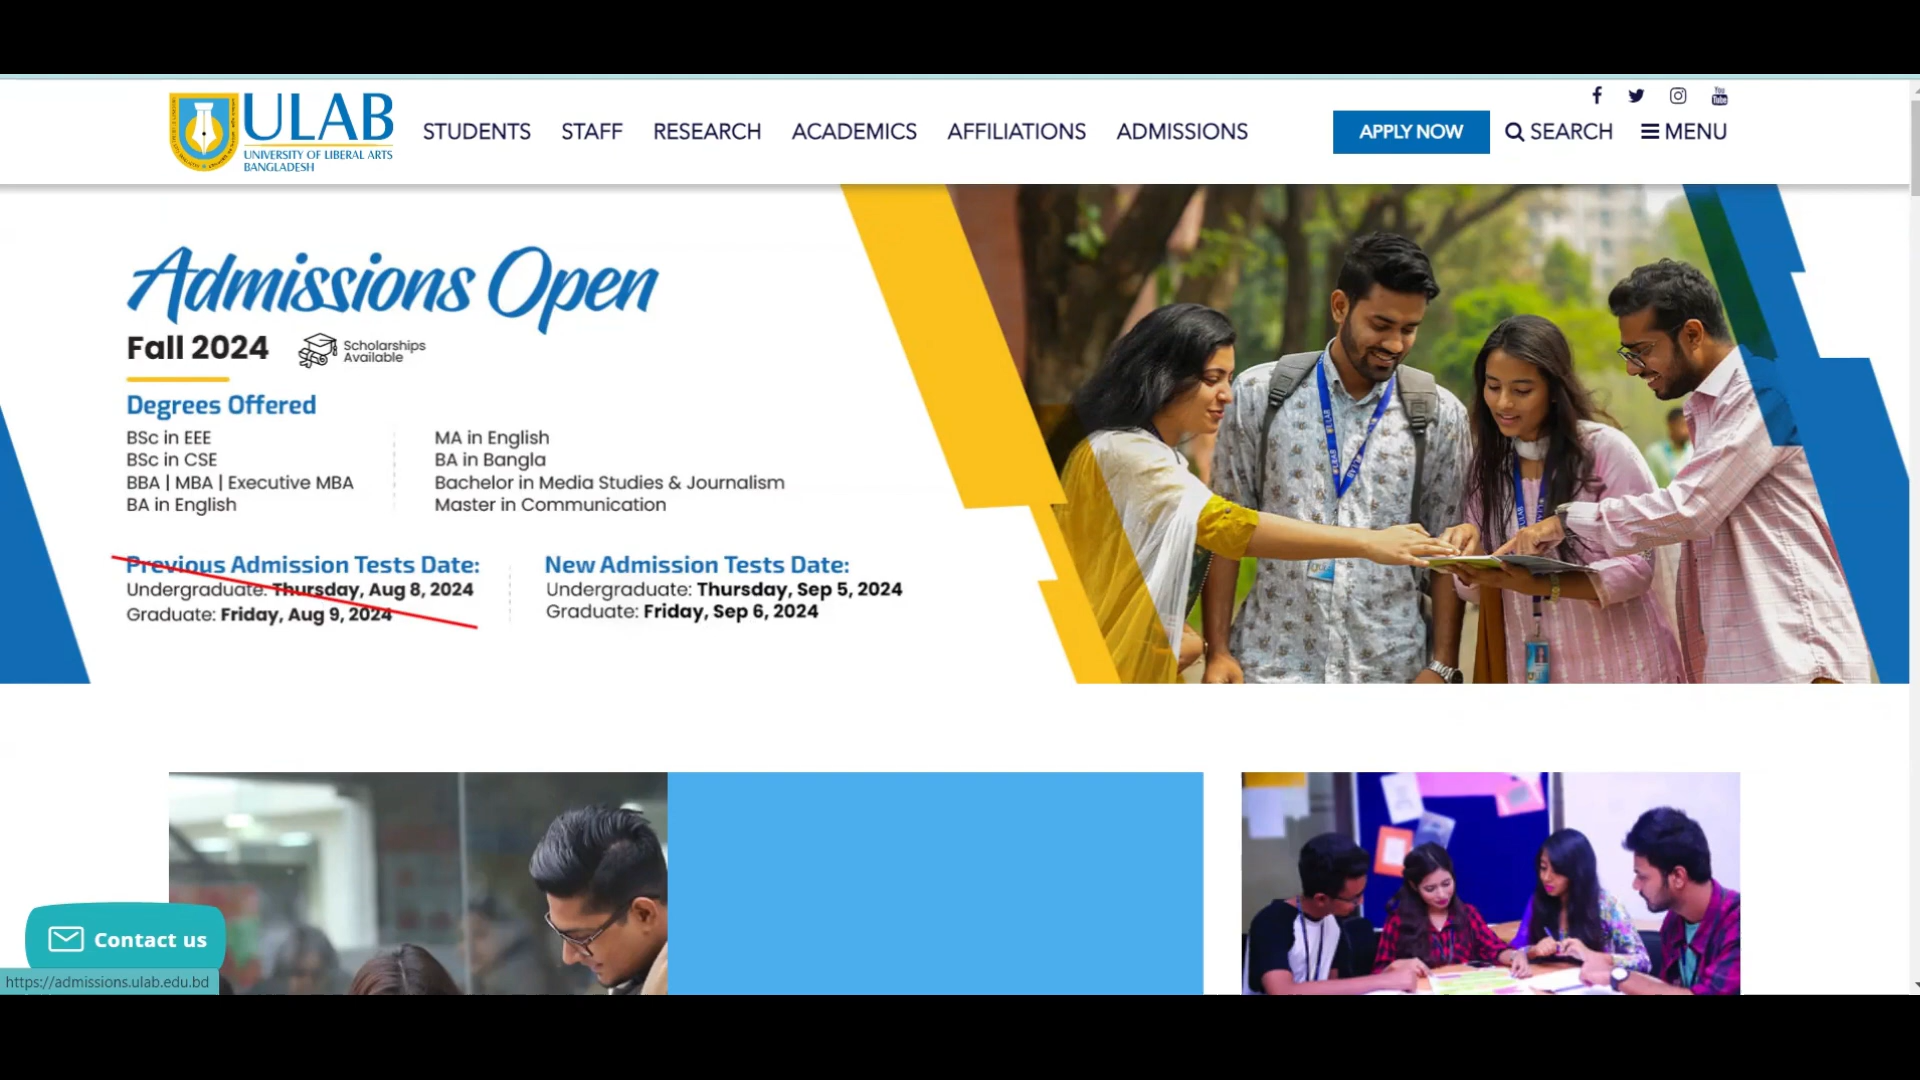 ULAB
UNIVERSITY OF LIBERAL ARTS
BANGLADESH
STUDENTS STAFF RESEARCH ACADEMICS AFFILIATIONS ADMISSIONS
APPLY NOW SEARCH MENU
You
Tube
Admissions Open
Fall 2024
Scholarships
Available
Degrees Offered
BSc in EEE
BSc in CSE
BBA | MBA | Executive MBA
BA in English
MA in English
BA in Bangla
Bachelor in Media Studies & Journalism
Master in Communication
Previous Admission Tests Date:
Undergraduate: Thursday, Aug 8, 2024
Graduate: Friday, Aug 9, 2024
New Admission Tests Date:
Undergraduate: Thursday, Sep 5, 2024
Graduate: Friday, Sep 6, 2024
Contact us
https://admissions.ulab.edu.bd